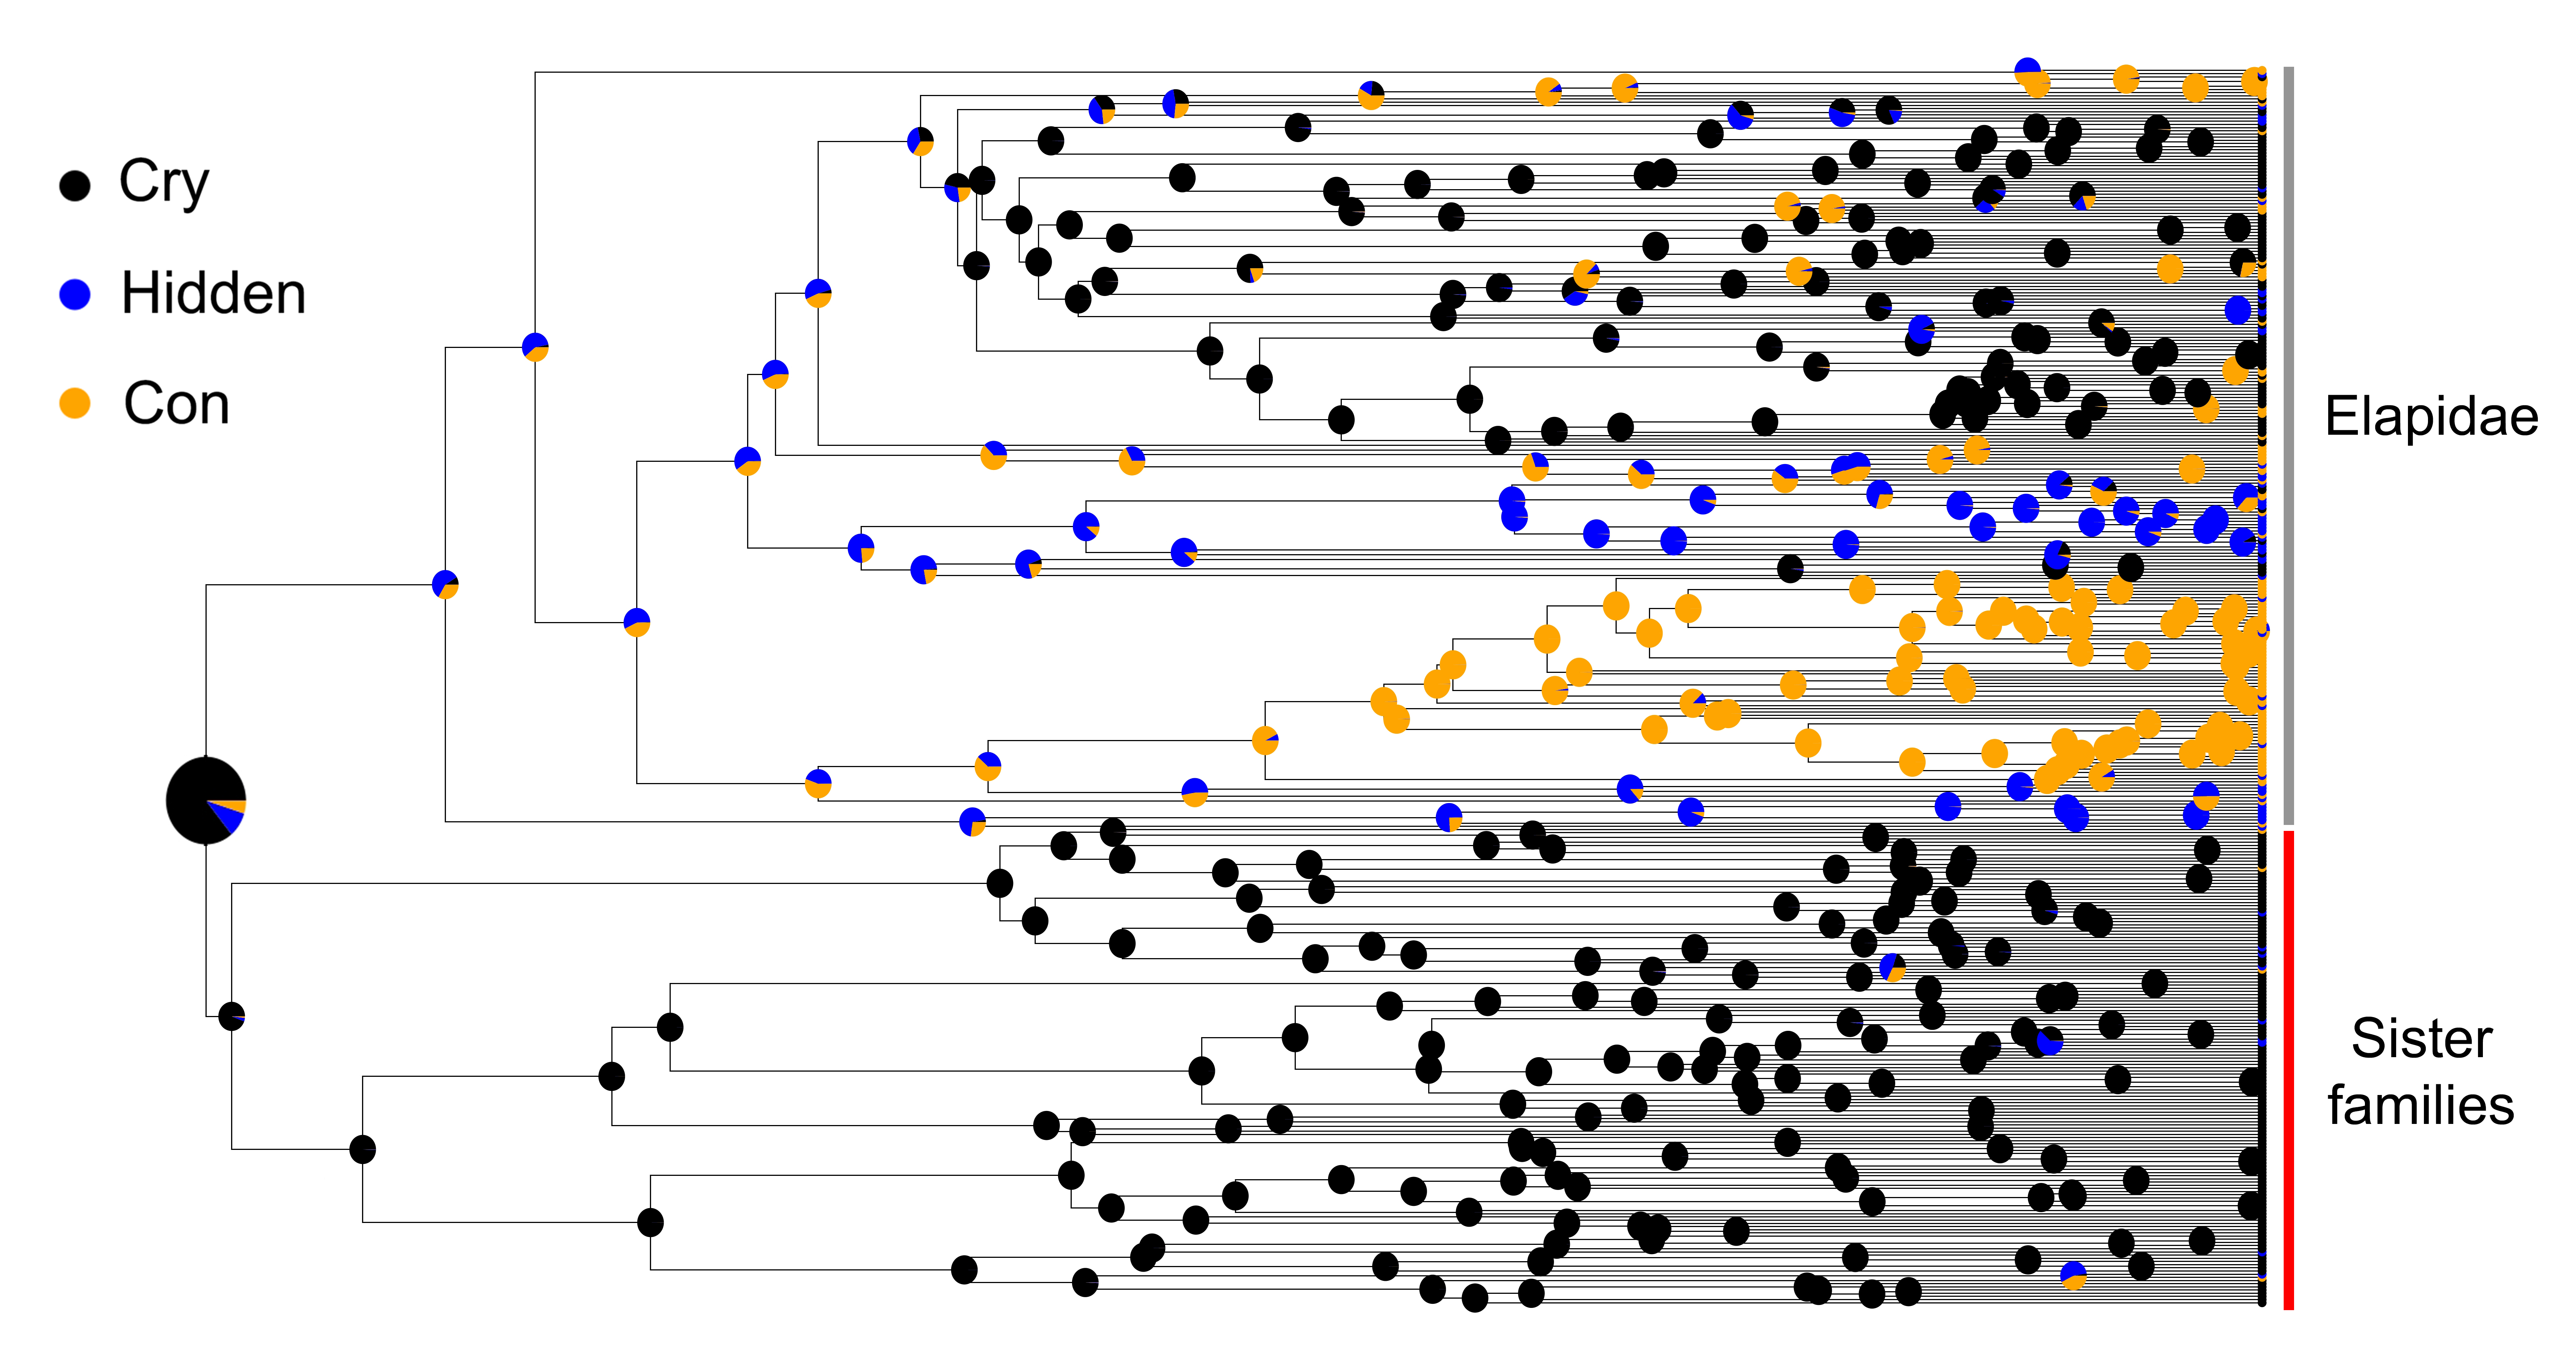 Cry
Hidden
Con
Elapidae
Sister
families